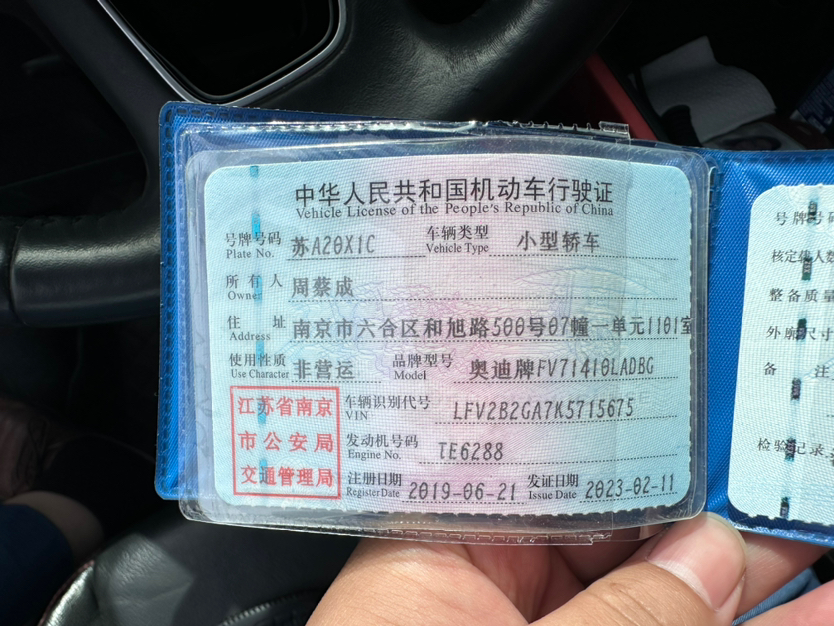 中华人民共和国机动车行驶证
Vehicle License of the People's Republic of China
号牌号码 苏A20X1C 车辆类型 小型轿车
Plate No. Vehicle Type
所有人 周蔡成
Owner
住址 南京市六合区和旭路500号07幢一单元1101室
Address
使用性质 非营运 品牌型号 奥迪牌FV71410LADBG
Use Character Model
江苏省南京
市公安局
交通管理局
车辆识别代号 LFV2B2GA7K5715675
VIN
发动机号码 TE6288
Engine No.
注册日期 2019-06-21 发证日期 2023-02-11
Register Date Issue Date
号牌号码
核定载人数
整备质量
外廓尺寸
备注
检验记录